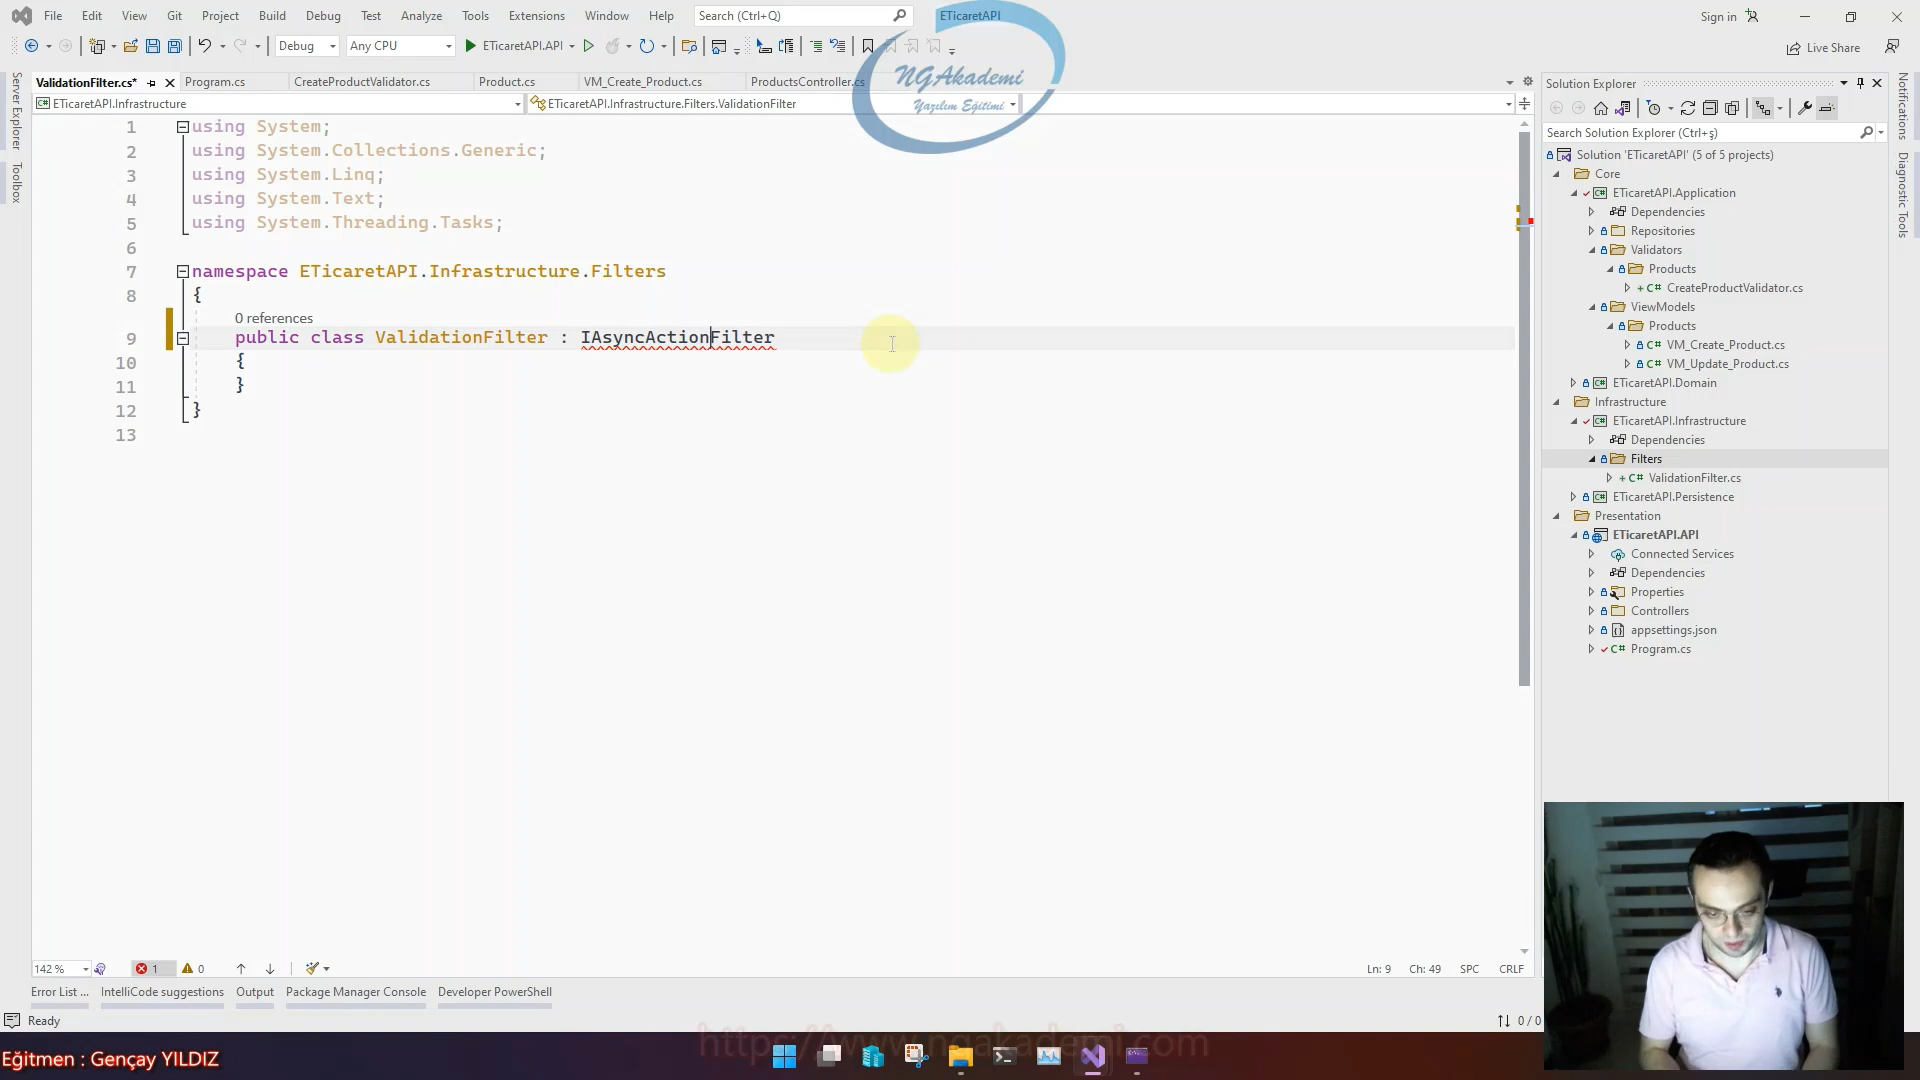 File Edit View Git Project Build Debug Test Analyze Tools Extensions Window Help Search (Ctrl+Q) ETicaretAPI Sign in
Debug Any CPU ETicaretAPI.API Live Share
ValidationFilter.cs* Program.cs CreateProductValidator.cs Product.cs VM_Create_Product.cs ProductsController.cs
ETicaretAPI.Infrastructure ETicaretAPI.Infrastructure.Filters.ValidationFilter
NGAkademi
Yazılım Eğitimi
Server Explorer
Toolbox
1 using System;
2 using System.Collections.Generic;
3 using System.Linq;
4 using System.Text;
5 using System.Threading.Tasks;
6
7 namespace ETicaretAPI.Infrastructure.Filters
8 {
0 references
9 public class ValidationFilter : IAsyncActionFilter
10 {
11 }
12 }
13
Solution Explorer
Search Solution Explorer (Ctrl+ş)
Solution 'ETicaretAPI' (5 of 5 projects)
Core
ETicaretAPI.Application
Dependencies
Repositories
Validators
Products
CreateProductValidator.cs
ViewModels
Products
VM_Create_Product.cs
VM_Update_Product.cs
ETicaretAPI.Domain
Infrastructure
ETicaretAPI.Infrastructure
Dependencies
Filters
ValidationFilter.cs
ETicaretAPI.Persistence
Presentation
ETicaretAPI.API
Connected Services
Dependencies
Properties
Controllers
appsettings.json
Program.cs
Notifications
Diagnostic Tools
142 % 1 0 Ln: 9 Ch: 49 SPC CRLF
Error List ... IntelliCode suggestions Output Package Manager Console Developer PowerShell
Ready 0 / 0
http://www.ngakademi.com
Eğitmen : Gençay YILDIZ